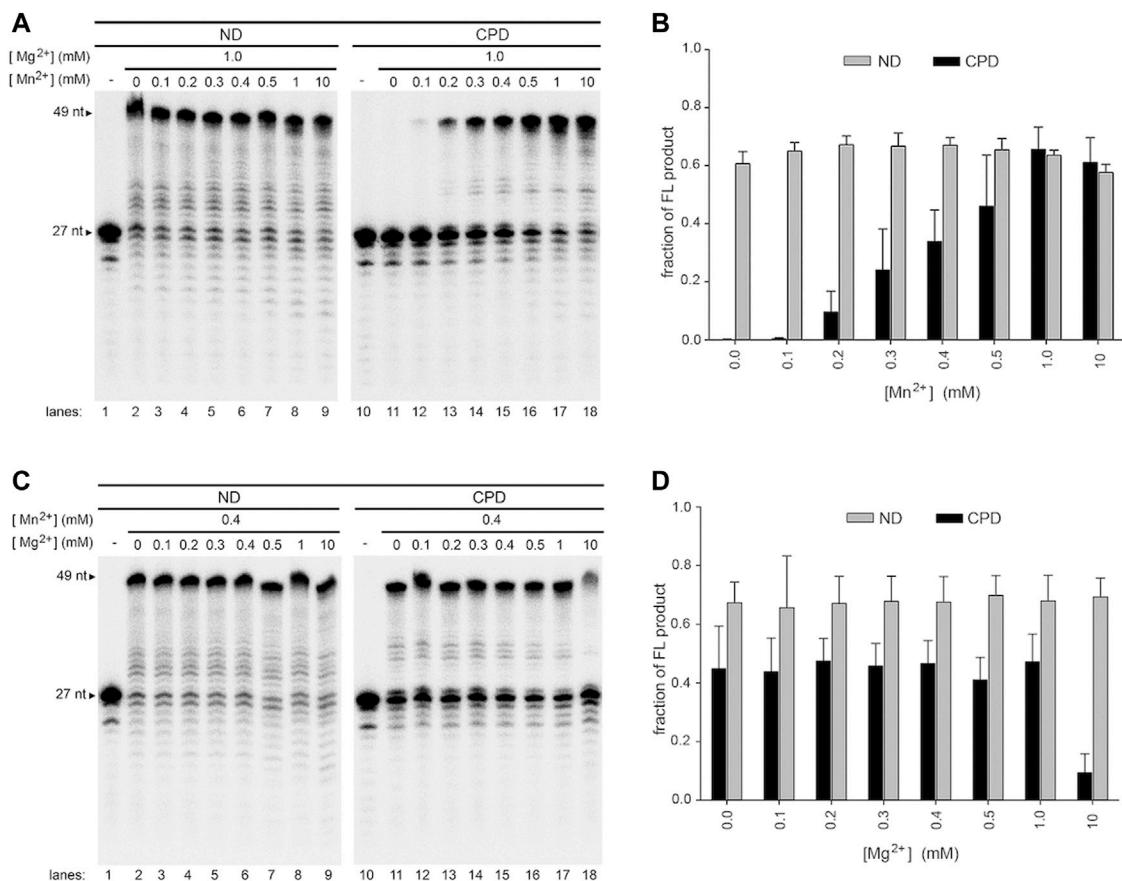 A
ND CPD
[ Mg2+] (mM) 1.0 1.0
[ Mn2+] (mM) - 0 0.1 0.2 0.3 0.4 0.5 1 10 - 0 0.1 0.2 0.3 0.4 0.5 1 10
49 nt
27 nt
lanes: 1 2 3 4 5 6 7 8 9 10 11 12 13 14 15 16 17 18
B
ND CPD
fraction of FL product
1.0
0.8
0.6
0.4
0.2
0.0
0.0 0.1 0.2 0.3 0.4 0.5 1.0 10
[Mn2+] (mM)
C
ND CPD
[ Mn2+] (mM) 0.4 0.4
[ Mg2+] (mM) - 0 0.1 0.2 0.3 0.4 0.5 1 10 - 0 0.1 0.2 0.3 0.4 0.5 1 10
49 nt
27 nt
lanes: 1 2 3 4 5 6 7 8 9 10 11 12 13 14 15 16 17 18
D
ND CPD
fraction of FL product
1.0
0.8
0.6
0.4
0.2
0.0
0.0 0.1 0.2 0.3 0.4 0.5 1.0 10
[Mg2+] (mM)